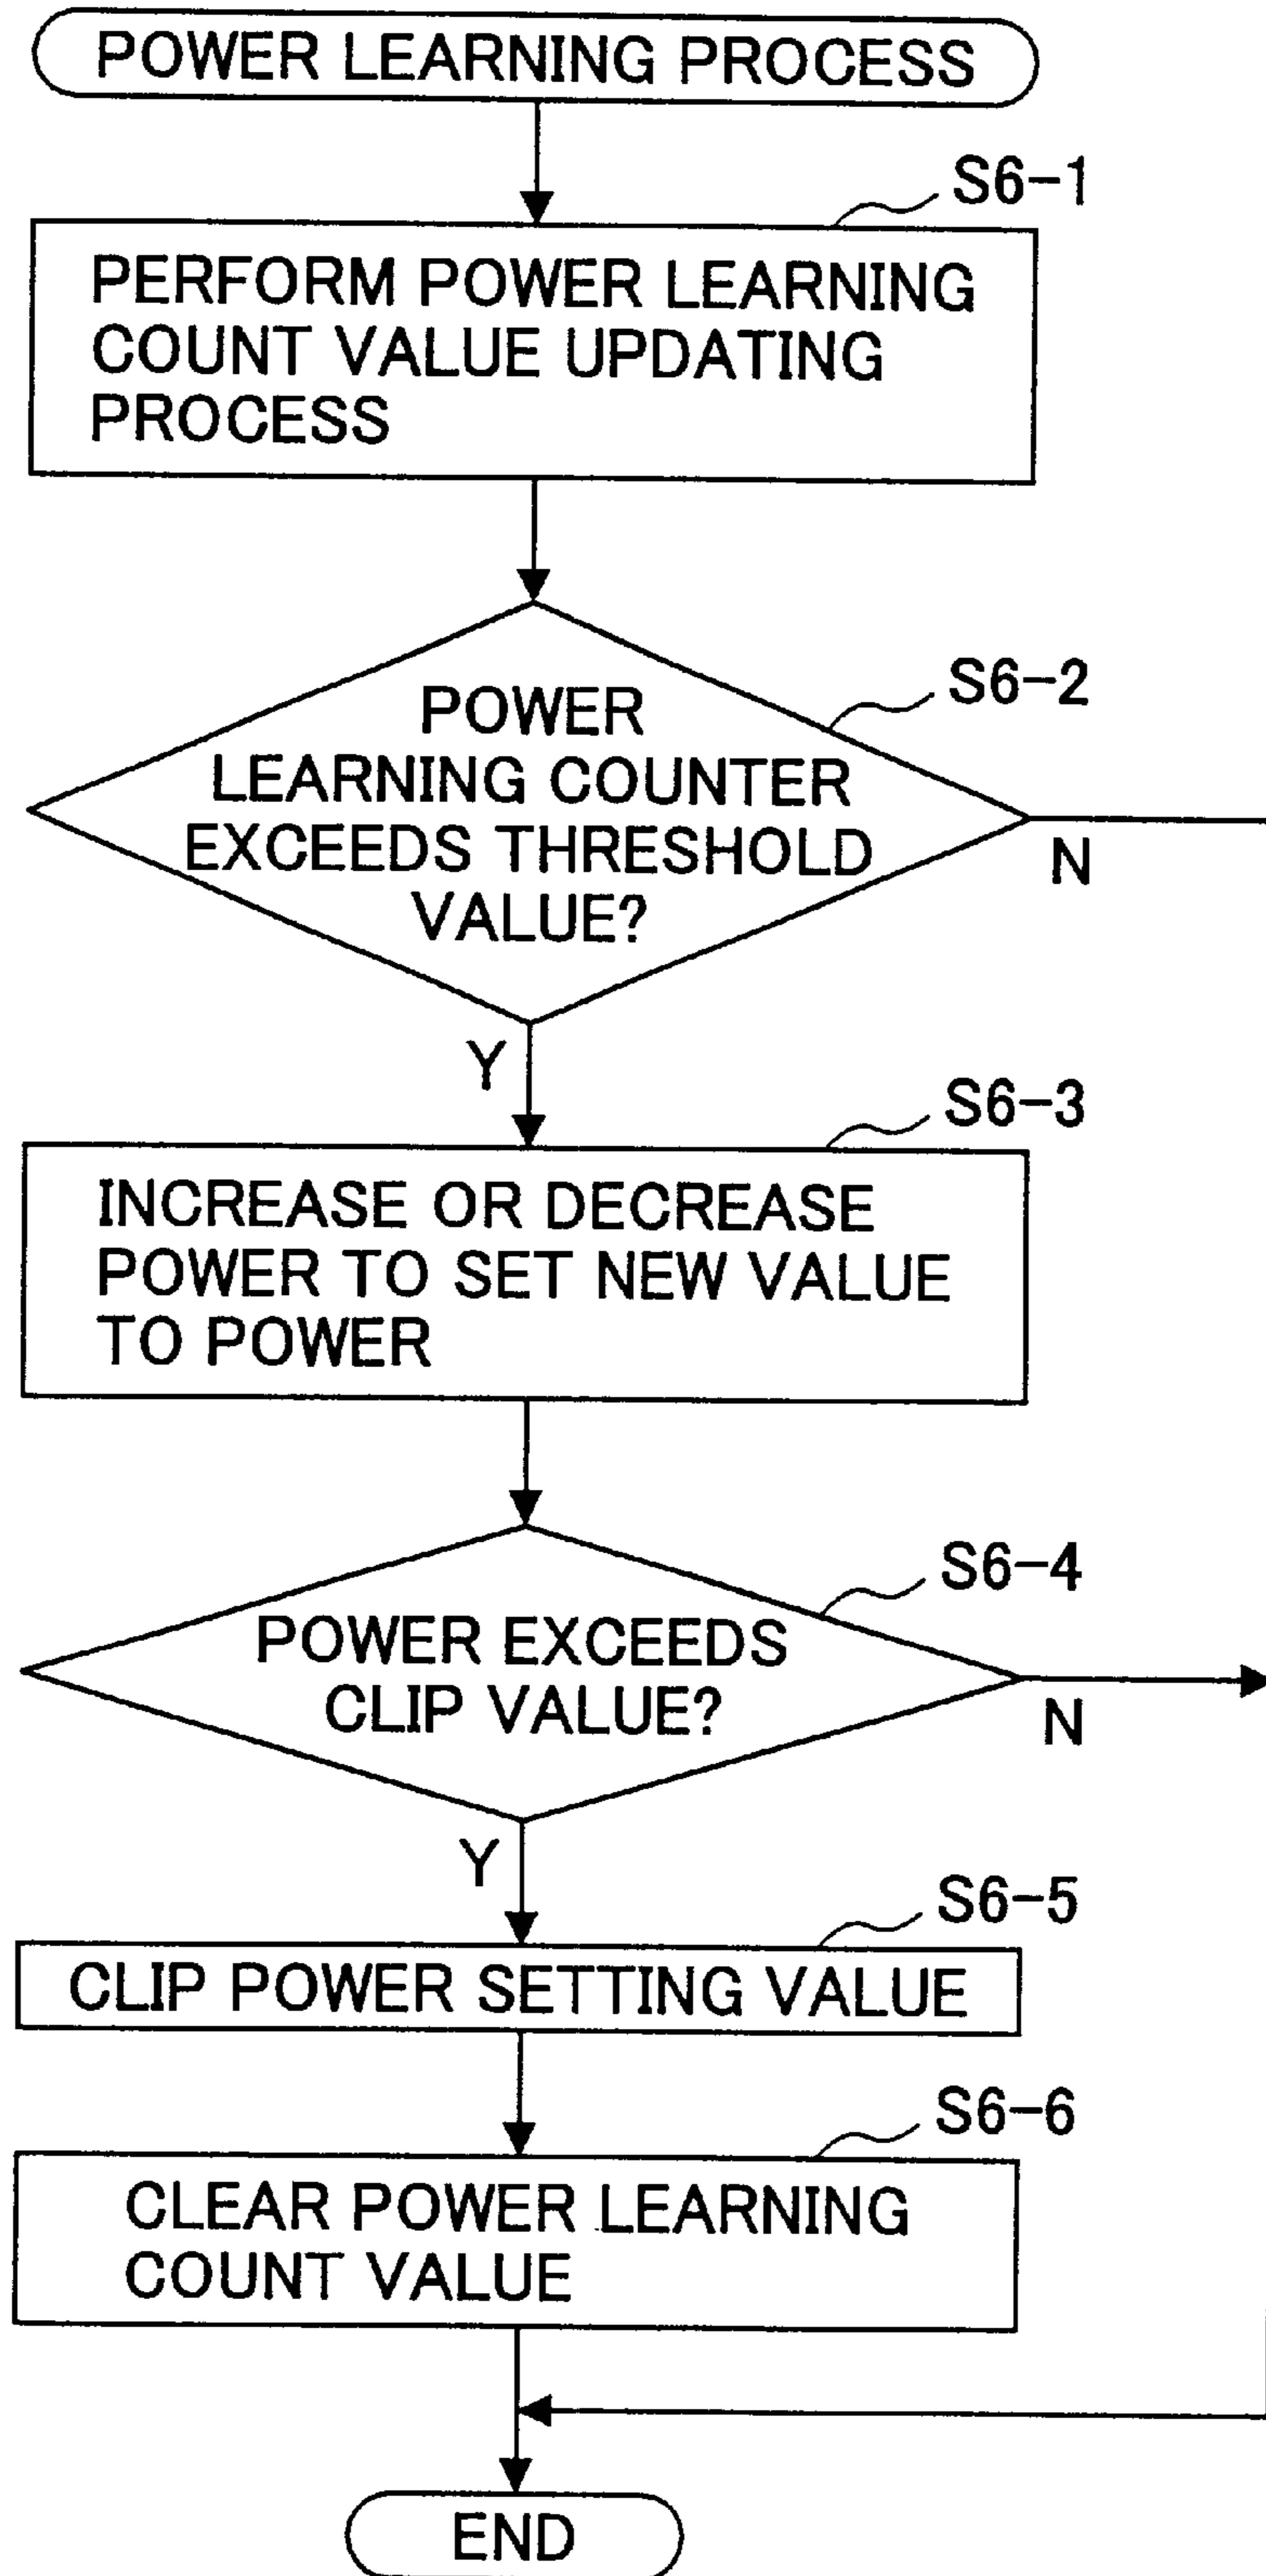 POWER LEARNING PROCESS
S6-1
PERFORM POWER LEARNING
COUNT VALUE UPDATING
PROCESS
S6-2
POWER
LEARNING COUNTER
EXCEEDS THRESHOLD
VALUE?
N
Y
S6-3
INCREASE OR DECREASE
POWER TO SET NEW VALUE
TO POWER
S6-4
POWER EXCEEDS
CLIP VALUE?
N
Y
S6-5
CLIP POWER SETTING VALUE
S6-6
CLEAR POWER LEARNING
COUNT VALUE
END